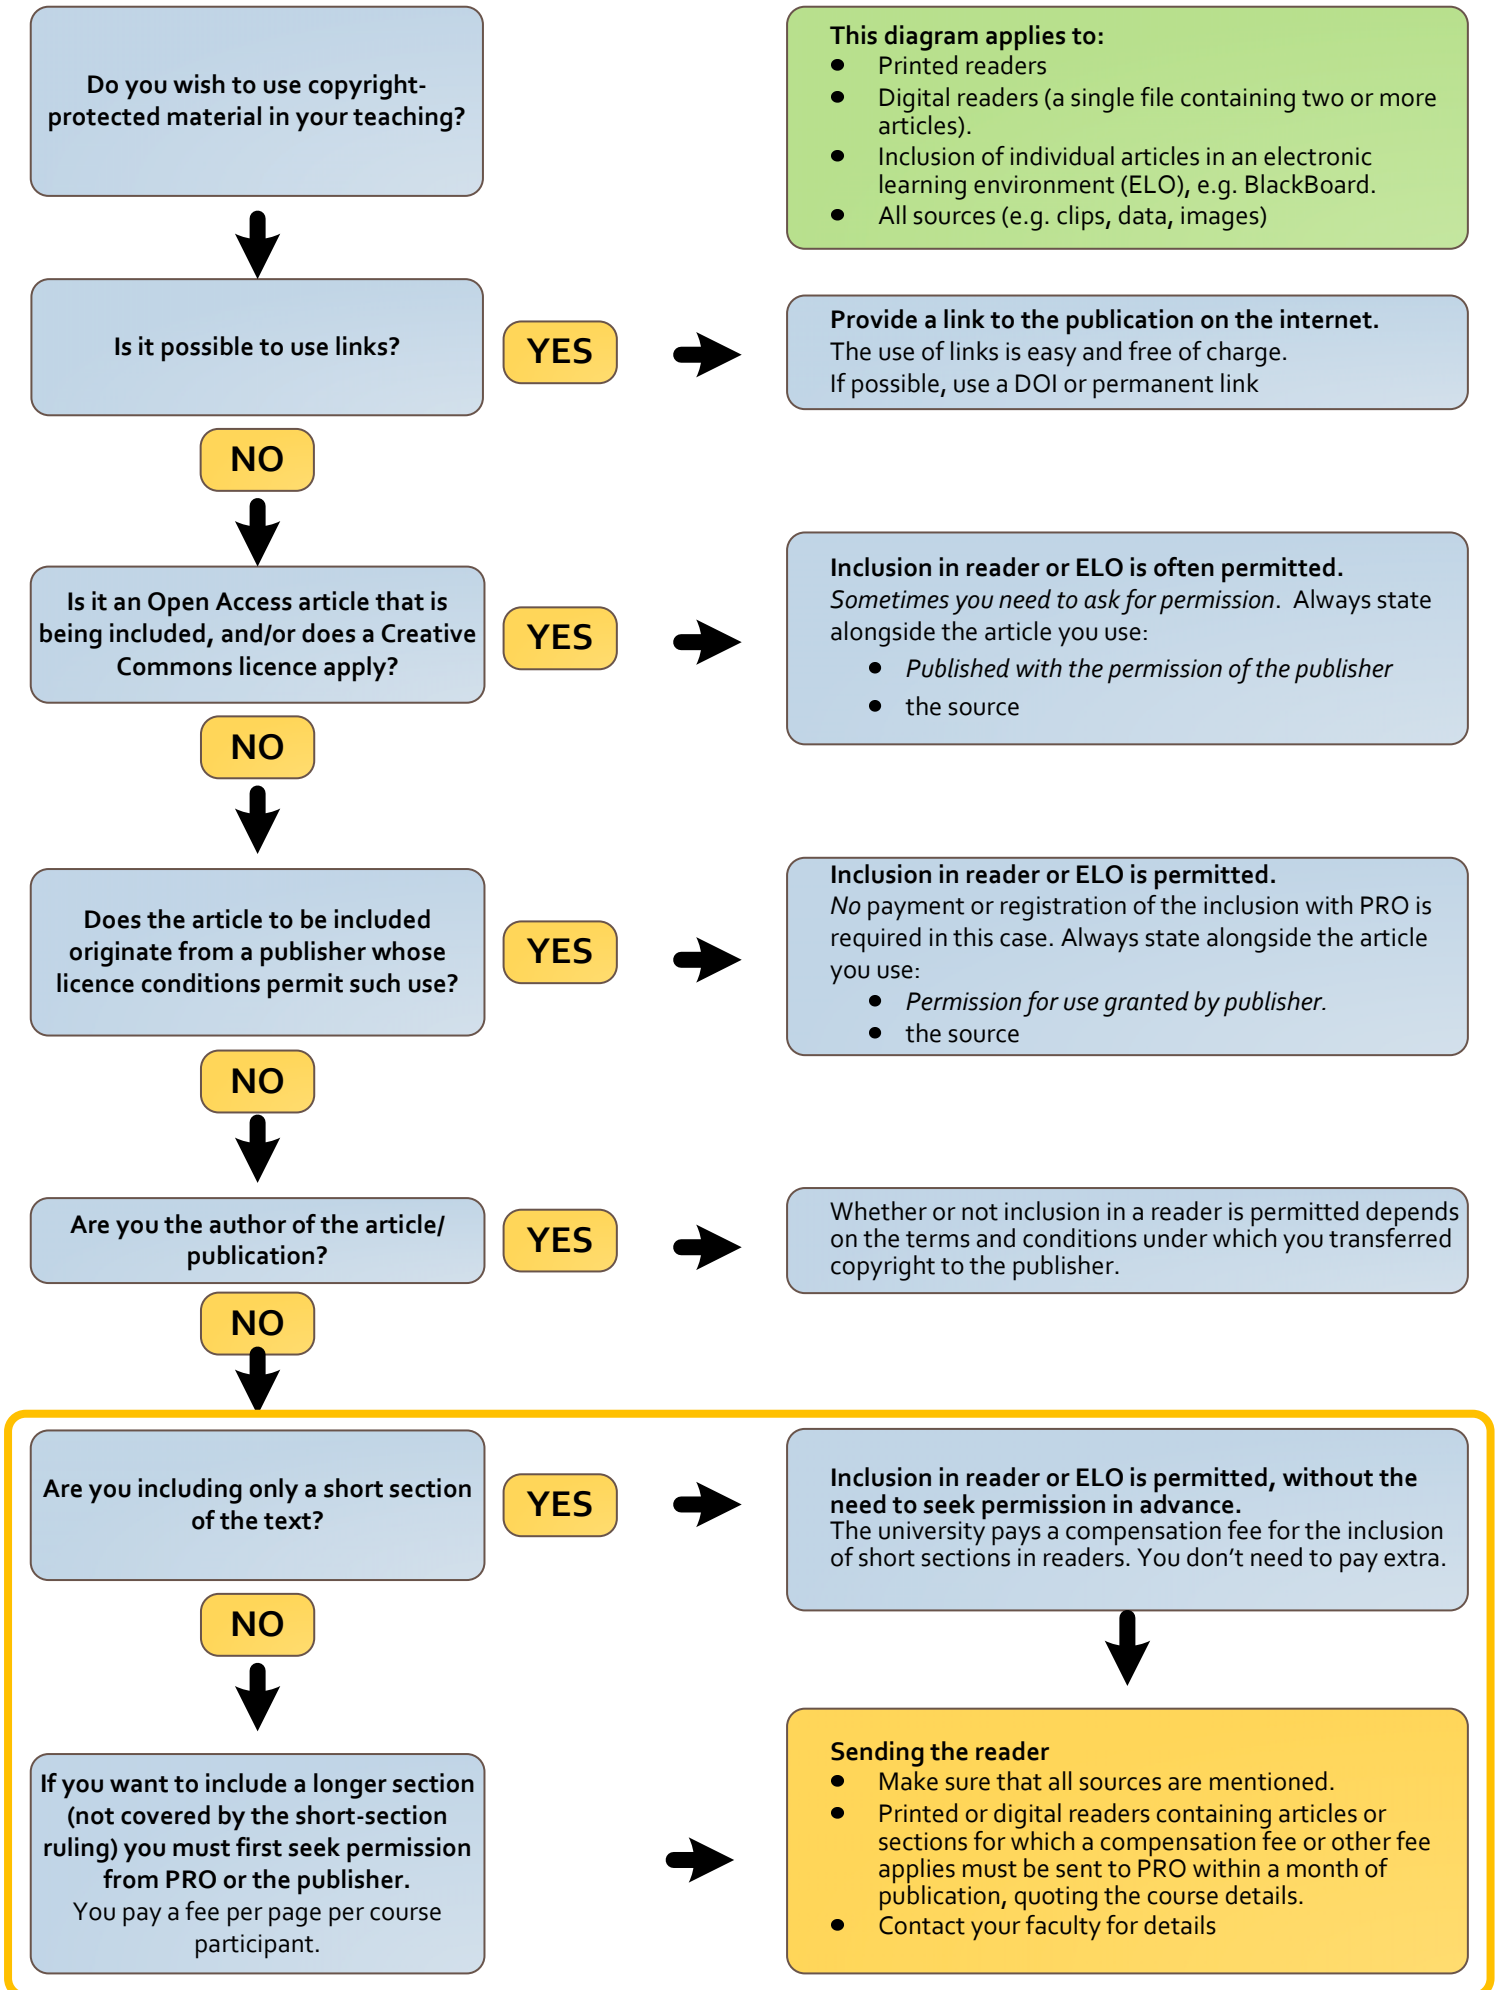 Do you wish to use copyright-
protected material in your teaching?
This diagram applies to:
● Printed readers
● Digital readers (a single file containing two or more
articles).
● Inclusion of individual articles in an electronic
learning environment (ELO), e.g. BlackBoard.
● All sources (e.g. clips, data, images)
Is it possible to use links?
YES
Provide a link to the publication on the internet.
The use of links is easy and free of charge.
If possible, use a DOI or permanent link
NO
Is it an Open Access article that is
being included, and/or does a Creative
Commons licence apply?
YES
Inclusion in reader or ELO is often permitted.
Sometimes you need to ask for permission.  Always state
alongside the article you use:
● Published with the permission of the publisher
● the source
NO
Does the article to be included
originate from a publisher whose
licence conditions permit such use?
YES
Inclusion in reader or ELO is permitted.
No payment or registration of the inclusion with PRO is
required in this case. Always state alongside the article
you use:
● Permission for use granted by publisher.
● the source
NO
Are you the author of the article/
publication?
YES
Whether or not inclusion in a reader is permitted depends
on the terms and conditions under which you transferred
copyright to the publisher.
NO
Are you including only a short section
of the text?
YES
Inclusion in reader or ELO is permitted, without the
need to seek permission in advance.
The university pays a compensation fee for the inclusion
of short sections in readers. You don't need to pay extra.
NO
If you want to include a longer section
(not covered by the short-section
ruling) you must first seek permission
from PRO or the publisher.
You pay a fee per page per course
participant.
Sending the reader
● Make sure that all sources are mentioned.
● Printed or digital readers containing articles or
sections for which a compensation fee or other fee
applies must be sent to PRO within a month of
publication, quoting the course details.
● Contact your faculty for details